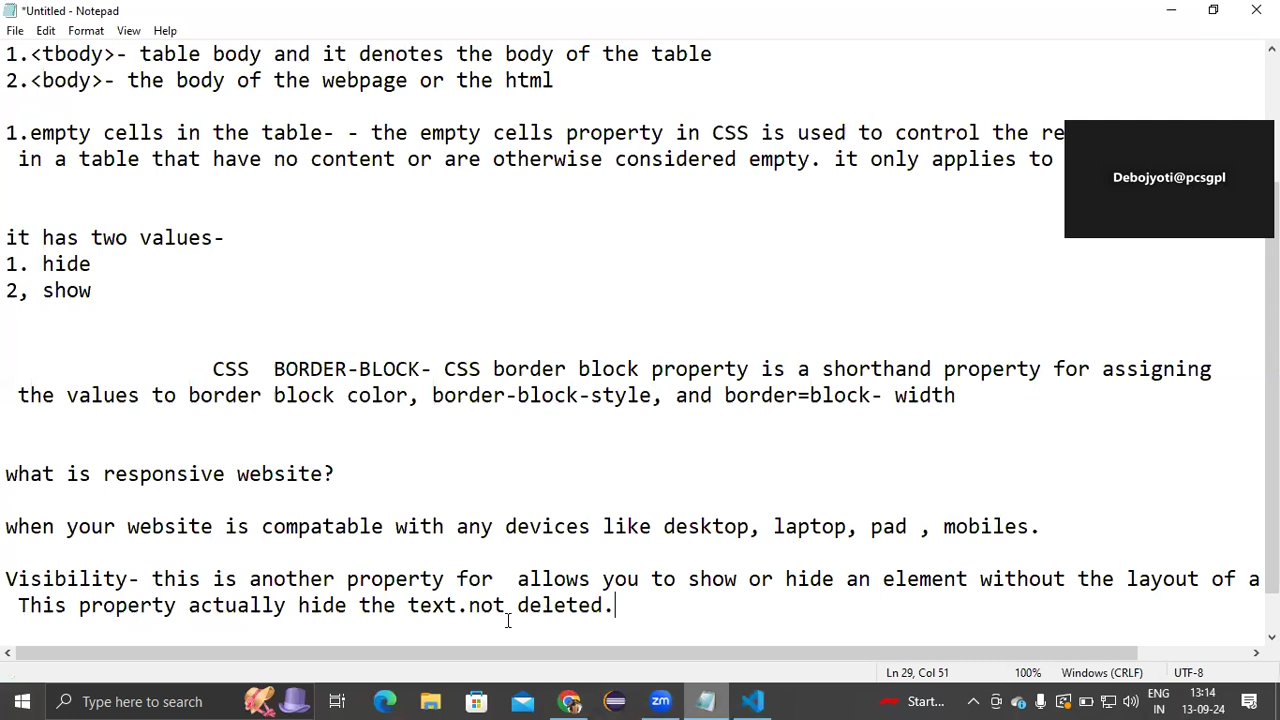 *Untitled - Notepad
File Edit Format View Help
1.<tbody>- table body and it denotes the body of the table
2.<body>- the body of the webpage or the html
1.empty cells in the table- - the empty cells property in CSS is used to control the re
in a table that have no content or are otherwise considered empty. it only applies to
Debojyoti@pcsgpl
it has two values-
1. hide
2, show
CSS BORDER-BLOCK- CSS border block property is a shorthand property for assigning
the values to border block color, border-block-style, and border=block- width
what is responsive website?
when your website is compatable with any devices like desktop, laptop, pad , mobiles.
Visibility- this is another property for allows you to show or hide an element without the layout of a
This property actually hide the text.not deleted.
Ln 29, Col 51 100% Windows (CRLF) UTF-8
Type here to search
zm
Start...
ENG
IN
13:14
13-09-24